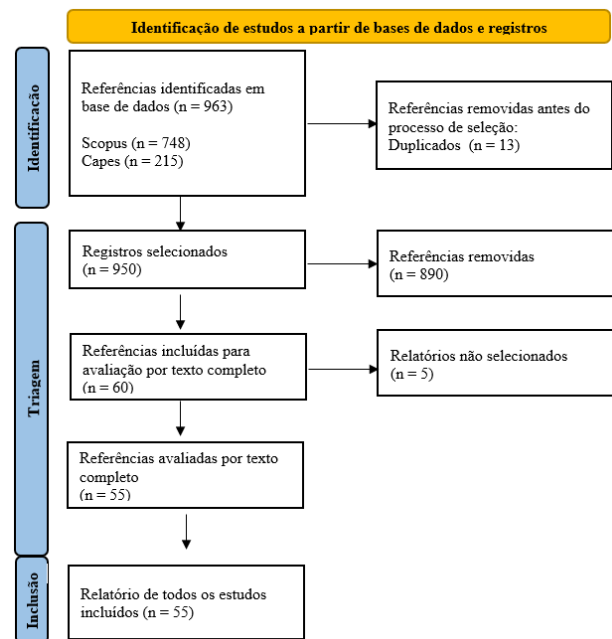 Identificação de estudos a partir de bases de dados e registros
Identificação
Referências identificadas em
base de dados (n = 963)
Scopus (n = 748)
Capes (n = 215)
Referências removidas antes do
processo de seleção:
Duplicados (n = 13)
Triagem
Registros selecionados
(n = 950)
Referências removidas
(n = 890)
Referências incluídas para
avaliação por texto completo
(n = 60)
Relatórios não selecionados
(n = 5)
Referências avaliadas por texto
completo
(n = 55)
Inclusão
Relatório de todos os estudos
incluídos (n = 55)